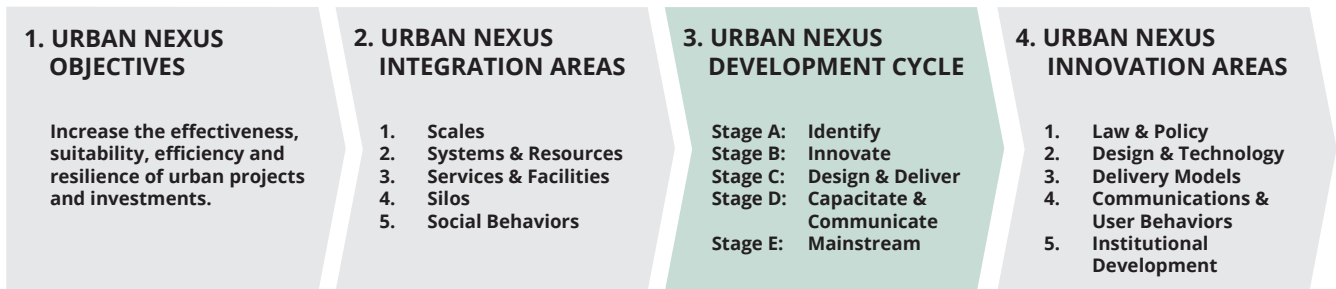 1. URBAN NEXUS
OBJECTIVES
Increase the effectiveness,
suitability, efficiency and
resilience of urban projects
and investments.
2. URBAN NEXUS
INTEGRATION AREAS
1. Scales
2. Systems & Resources
3. Services & Facilities
4. Silos
5. Social Behaviors
3. URBAN NEXUS
DEVELOPMENT CYCLE
Stage A: Identify
Stage B: Innovate
Stage C: Design & Deliver
Stage D: Capacitate &
Communicate
Stage E: Mainstream
4. URBAN NEXUS
INNOVATION AREAS
1. Law & Policy
2. Design & Technology
3. Delivery Models
4. Communications &
User Behaviors
5. Institutional
Development